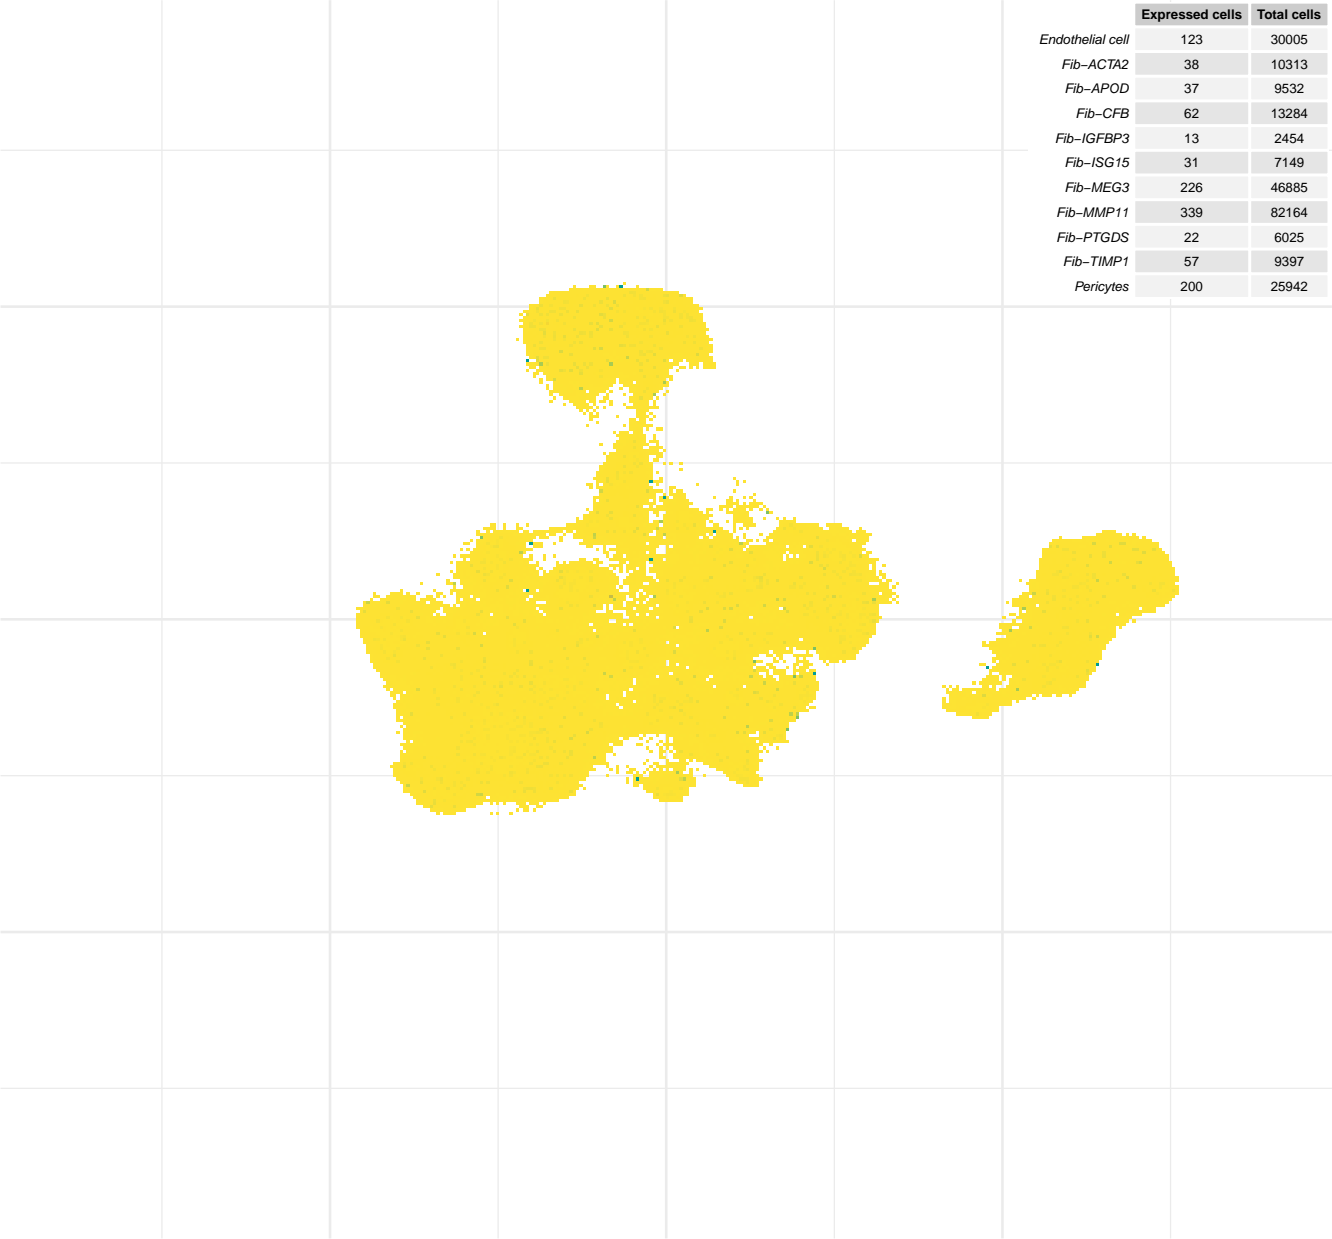 Expressed cells Total cells
Endothelial cell 123 30005
Fib−ACTA2 38 10313
Fib−APOD 37 9532
Fib−CFB 62 13284
Fib−IGFBP3 13 2454
Fib−ISG15 31 7149
Fib−MEG3 226 46885
Fib−MMP11 339 82164
Fib−PTGDS 22 6025
Fib−TIMP1 57 9397
Pericytes 200 25942